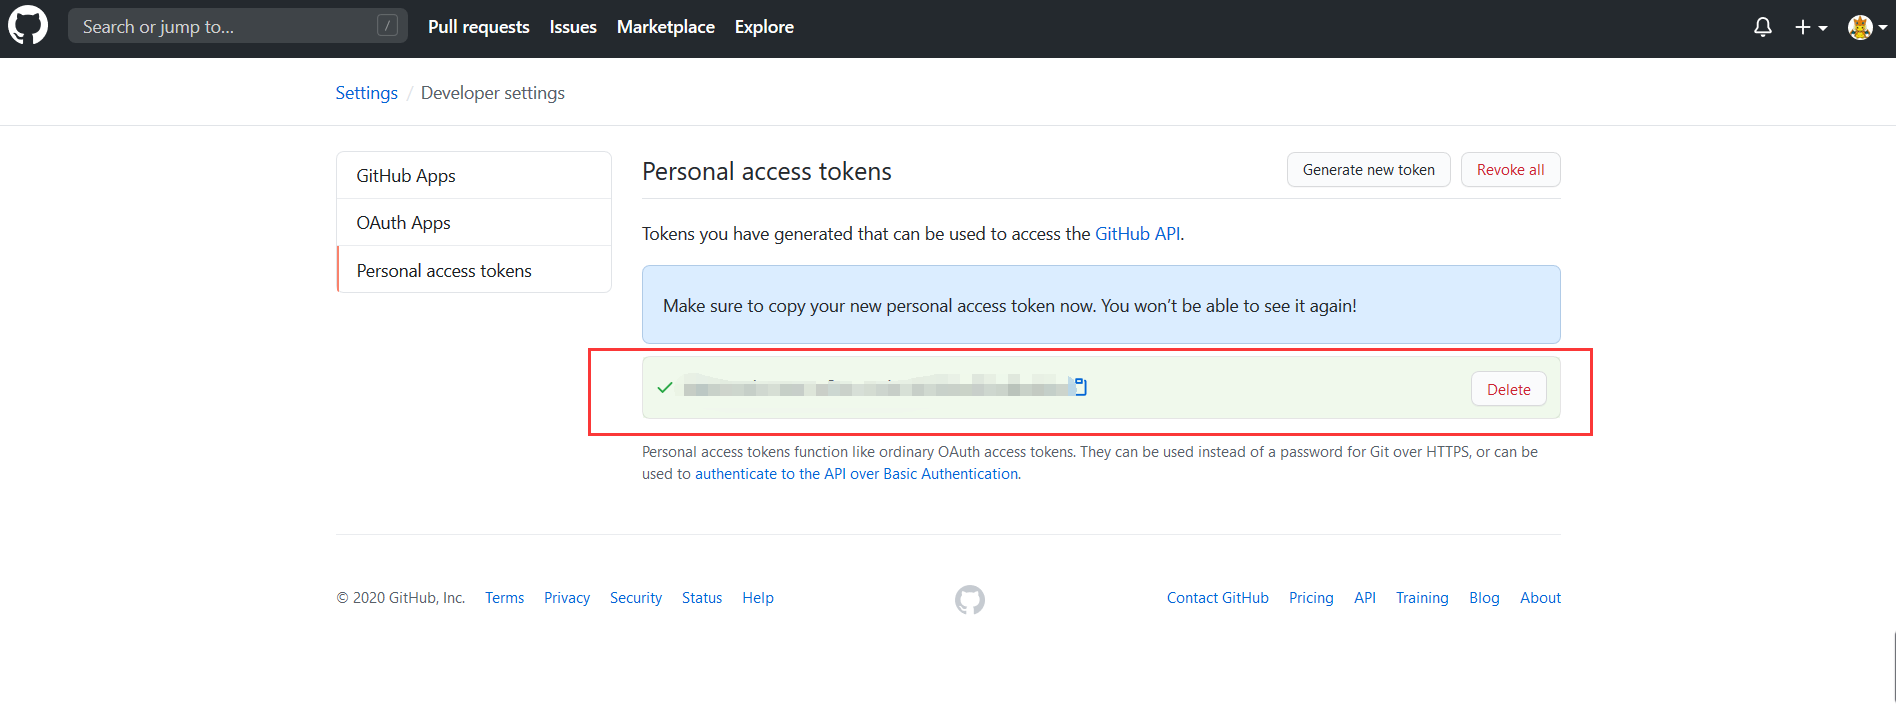 Search or jump to... /
Pull requests Issues Marketplace Explore
Settings / Developer settings
GitHub Apps
OAuth Apps
Personal access tokens
Personal access tokens
Generate new token Revoke all
Tokens you have generated that can be used to access the GitHub API.
Make sure to copy your new personal access token now. You won’t be able to see it again!
Delete
Personal access tokens function like ordinary OAuth access tokens. They can be used instead of a password for Git over HTTPS, or can be
used to authenticate to the API over Basic Authentication.
© 2020 GitHub, Inc. Terms Privacy Security Status Help
Contact GitHub Pricing API Training Blog About